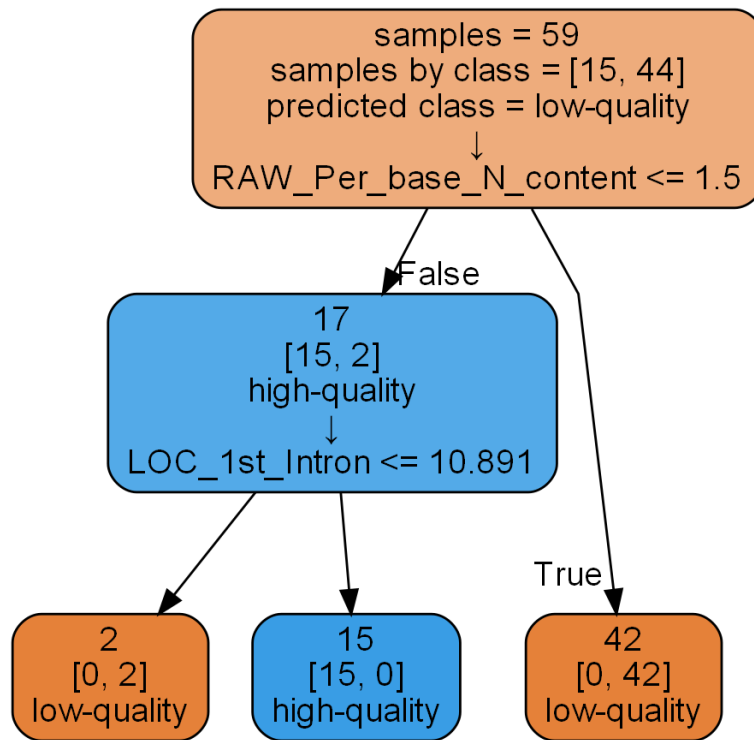 samples = 59
samples by class = [15, 44]
predicted class = low-quality
↓
RAW_Per_base_N_content <= 1.5
False
17
[15, 2]
high-quality
↓
LOC_1st_Intron <= 10.891
True
2
[0, 2]
low-quality
15
[15, 0]
high-quality
42
[0, 42]
low-quality